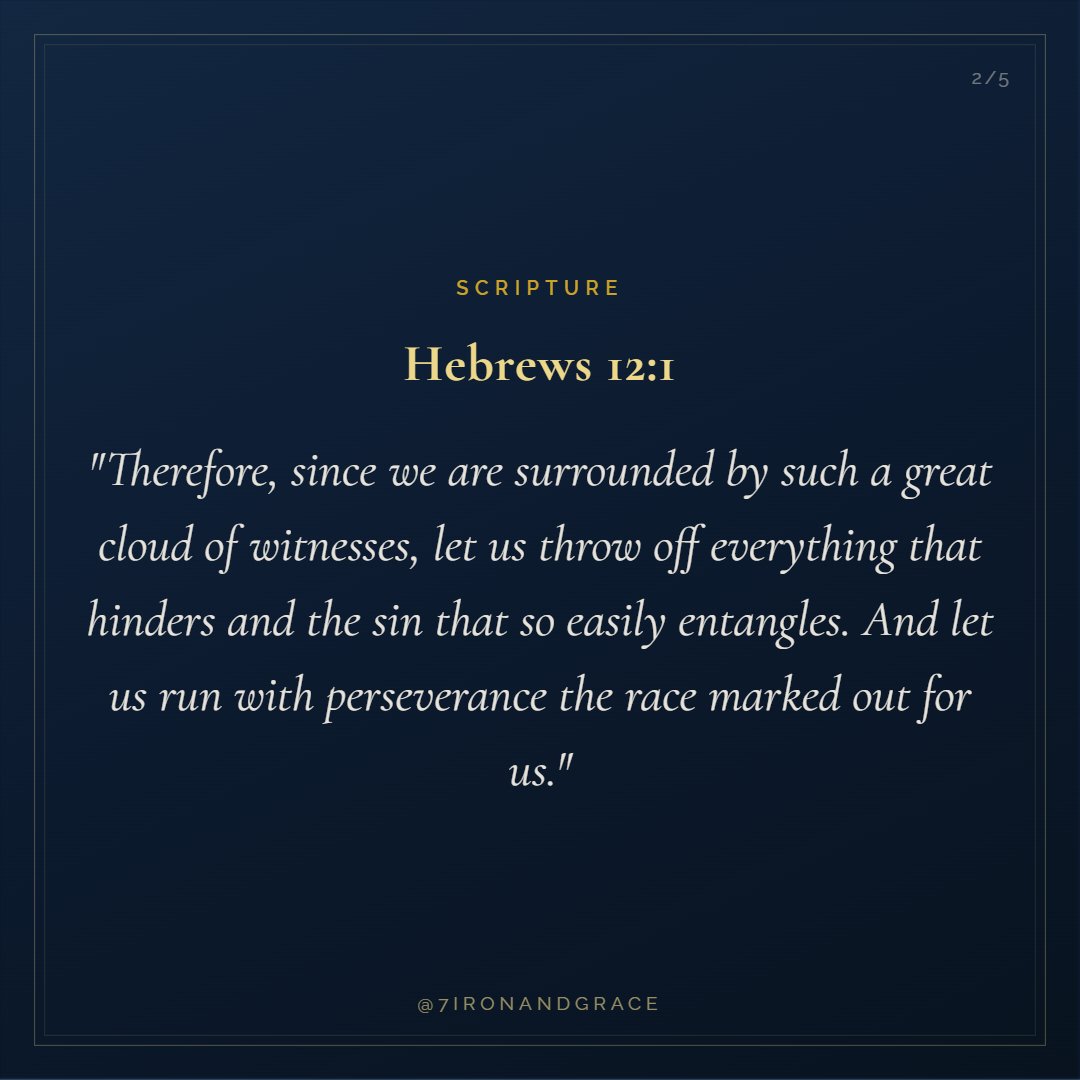 2/5
SCRIPTURE
Hebrews 12:1
"Therefore, since we are surrounded by such a great
cloud of witnesses, let us throw off everything that
hinders and the sin that so easily entangles. And let
us run with perseverance the race marked out for
us."
@7IRONANDGRACE